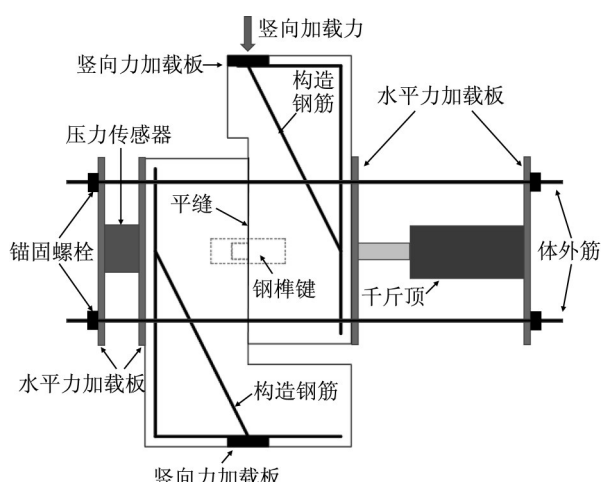 竖向加载力
竖向力加载板
构造
钢筋
水平力加载板
压力传感器
平缝
锚固螺栓
体外筋
钢榫键
千斤顶
水平力加载板
构造钢筋
竖向力加载板